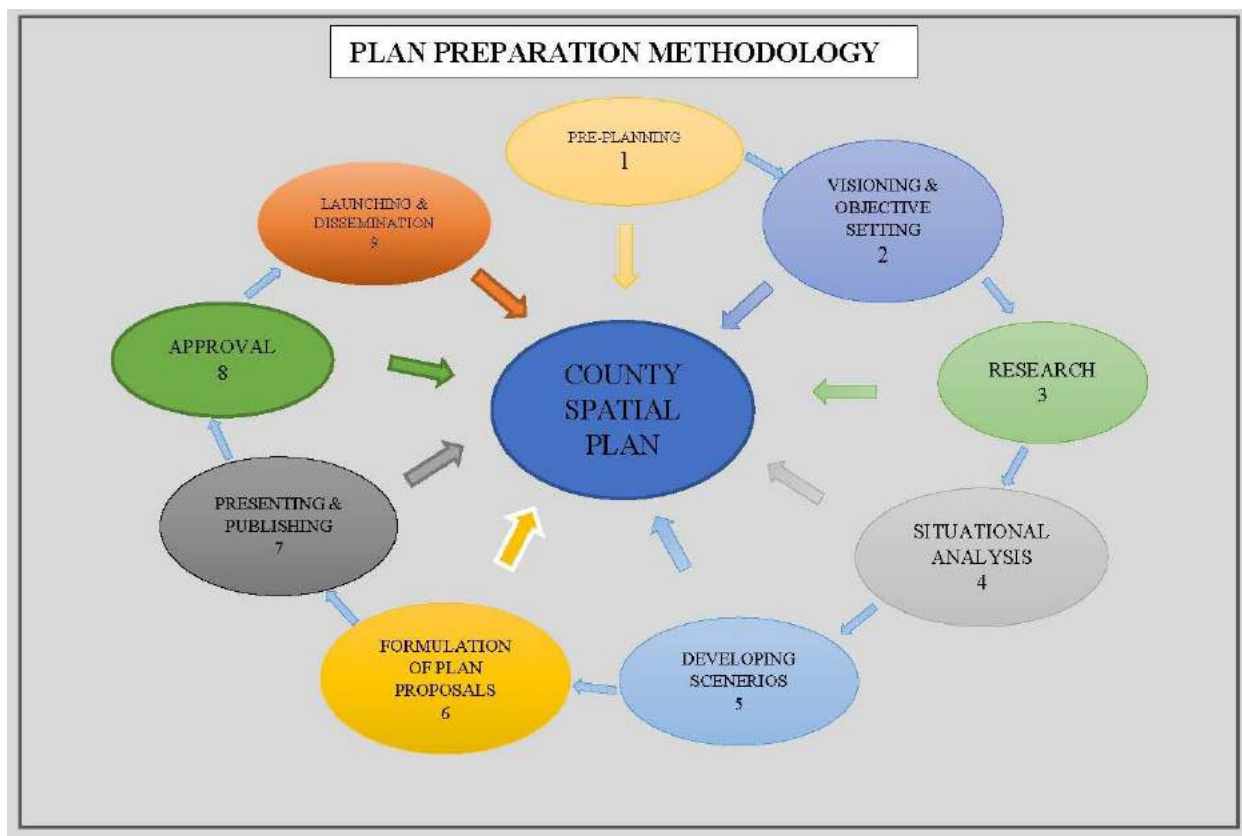 PLAN PREPARATION METHODOLOGY
PRE-PLANNING
1
VISIONING &
OBJECTIVE
SETTING
2
RESEARCH
3
SITUATIONAL
ANALYSIS
4
DEVELOPING
SCENERIOS
5
FORMULATION
OF PLAN
PROPOSALS
6
PRESENTING &
PUBLISHING
7
APPROVAL
8
LAUNCHING &
DISSEMINATION
9
COUNTY
SPATIAL
PLAN